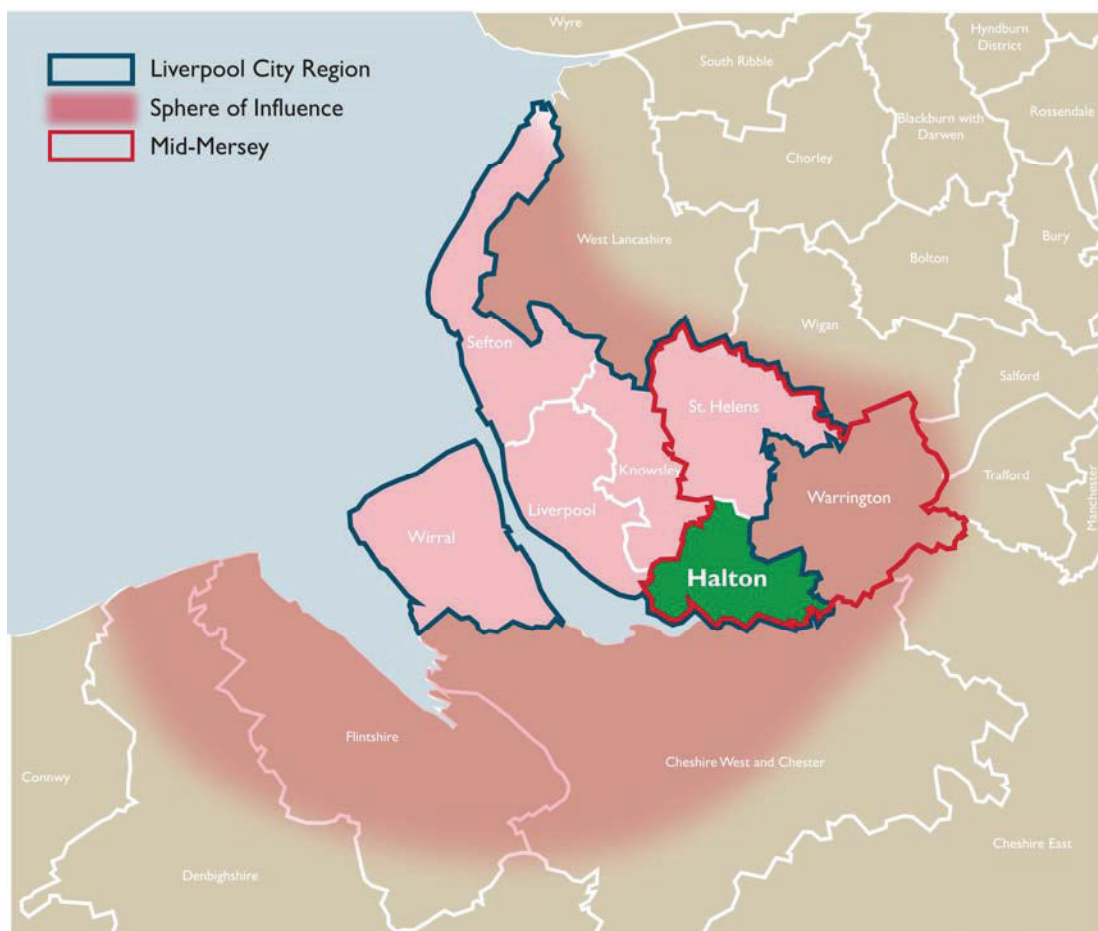 Wyre
Hyndburn
District
South Ribble
Liverpool City Region
Sphere of Influence
Mid-Mersey
Rossendale
Blackburn with
Darwen
Chorley
West Lancashire
Bury
Bolton
Wigan
Sefton
Salford
St. Helens
Knowsley
Trafford
Manchester
Warrington
Liverpool
Wirral
Halton
Flintshire
Cheshire West and Chester
Connwy
Cheshire East
Denbighshire